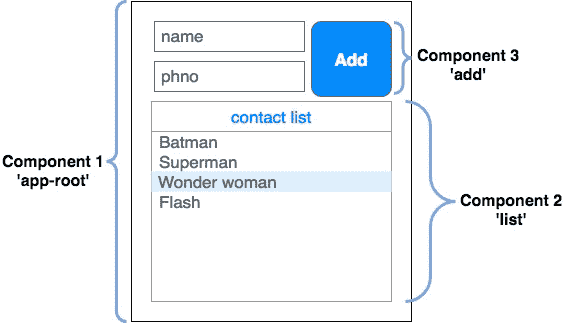 name
phno
Add
Component 3
'add'
contact list
Batman
Superman
Wonder woman
Flash
Component 1
'app-root'
Component 2
'list'